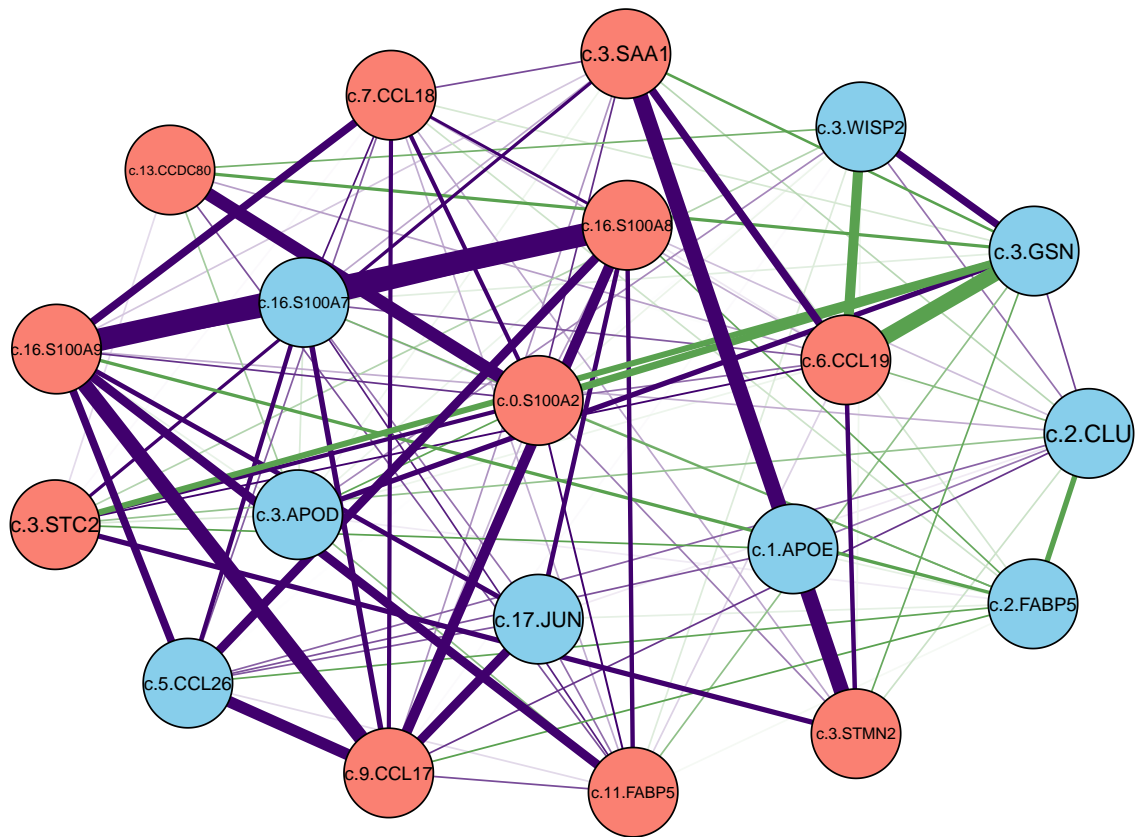 c.3.SAA1
c.7.CCL18
c.3.WISP2
c.13.CCDC80
c.16.S100A8
c.3.GSN
c.16.S100A7
c.16.S100A9
c.6.CCL19
c.0.S100A2
c.2.CLU
c.3.APOD
c.3.STC2
c.1.APOE
c.2.FABP5
c.17.JUN
c.5.CCL26
c.3.STMN2
c.9.CCL17
c.11.FABP5